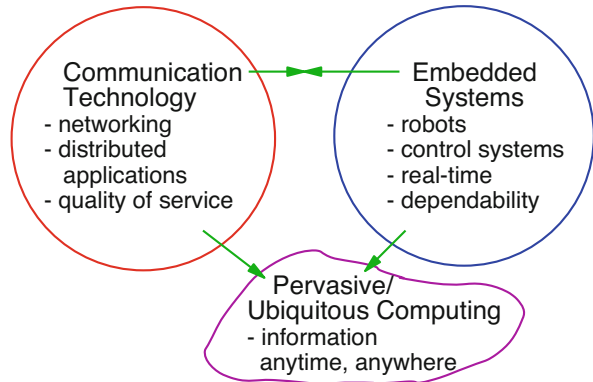 Communication
Technology
- networking
- distributed
applications
- quality of service
Embedded
Systems
- robots
- control systems
- real-time
- dependability
Pervasive/
Ubiquitous Computing
- information
anytime, anywhere